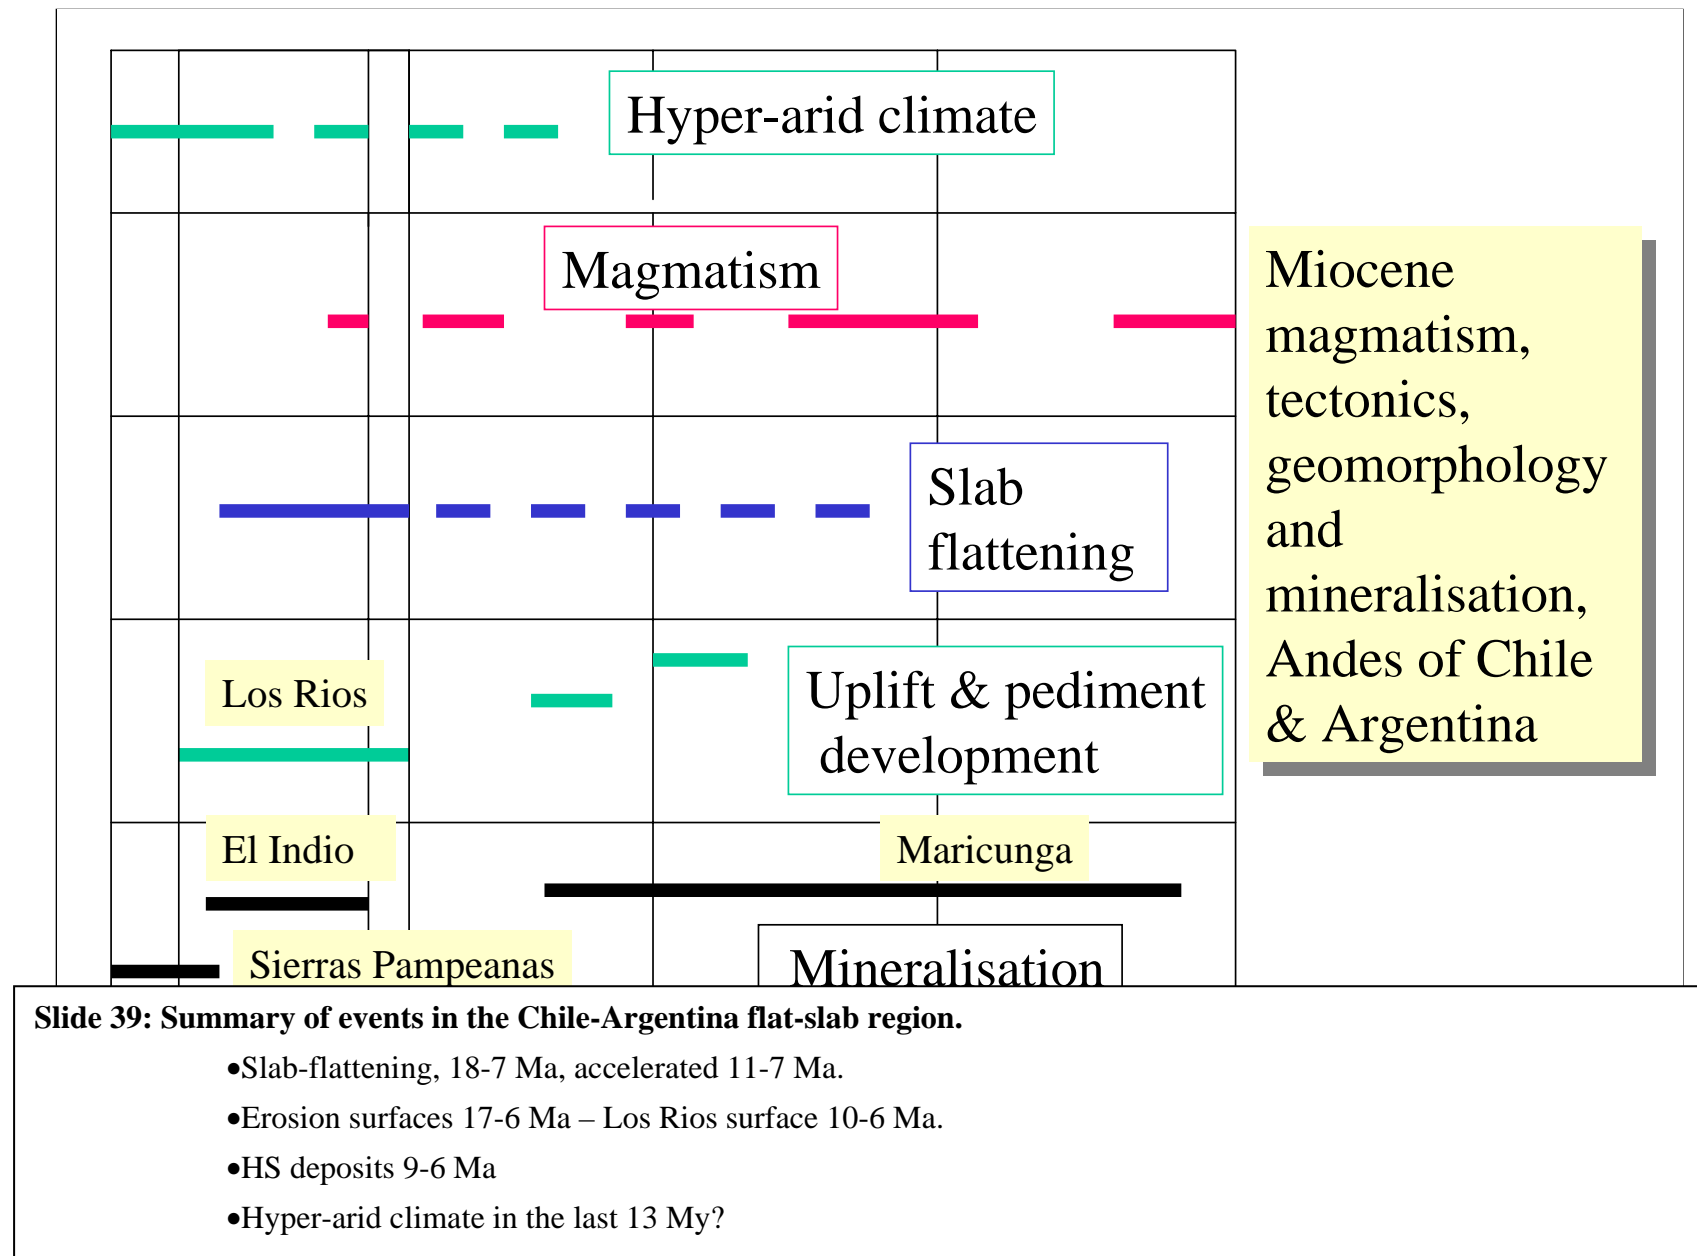 Hyper-arid climate
Magmatism
Slab
flattening
Los Rios
Uplift & pediment
development
El Indio
Maricunga
Sierras Pampeanas
Mineralisation
Miocene
magmatism,
tectonics,
geomorphology
and
mineralisation,
Andes of Chile
& Argentina
Slide 39: Summary of events in the Chile-Argentina flat-slab region.
•Slab-flattening, 18-7 Ma, accelerated 11-7 Ma.
•Erosion surfaces 17-6 Ma – Los Rios surface 10-6 Ma.
•HS deposits 9-6 Ma
•Hyper-arid climate in the last 13 My?